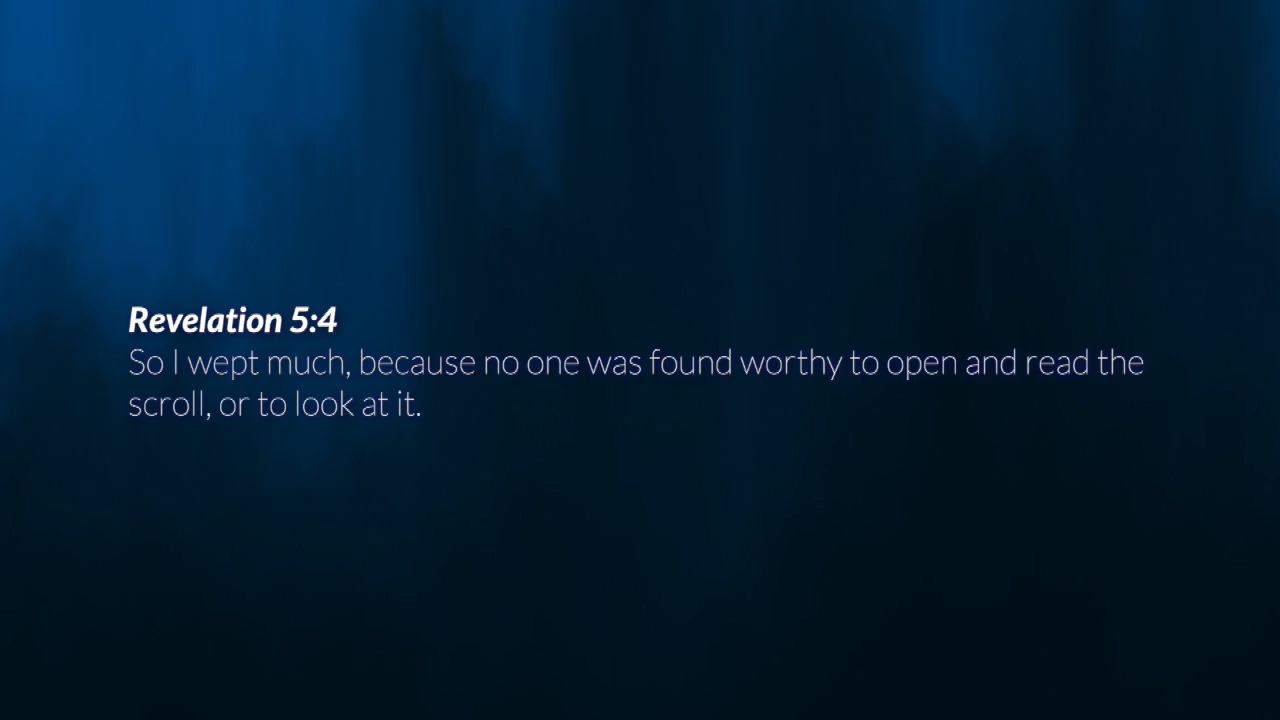 Revelation 5:4
So I wept much, because no one was found worthy to open and read the
scroll, or to look at it.